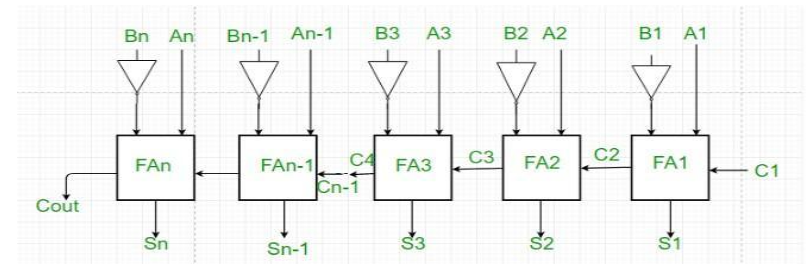 Bn An Bn-1 An-1 B3 A3 B2 A2 B1 A1
FAn FAn-1 C4 FA3 C3 FA2 C2 FA1 C1
Cn-1
Cout
Sn Sn-1 S3 S2 S1